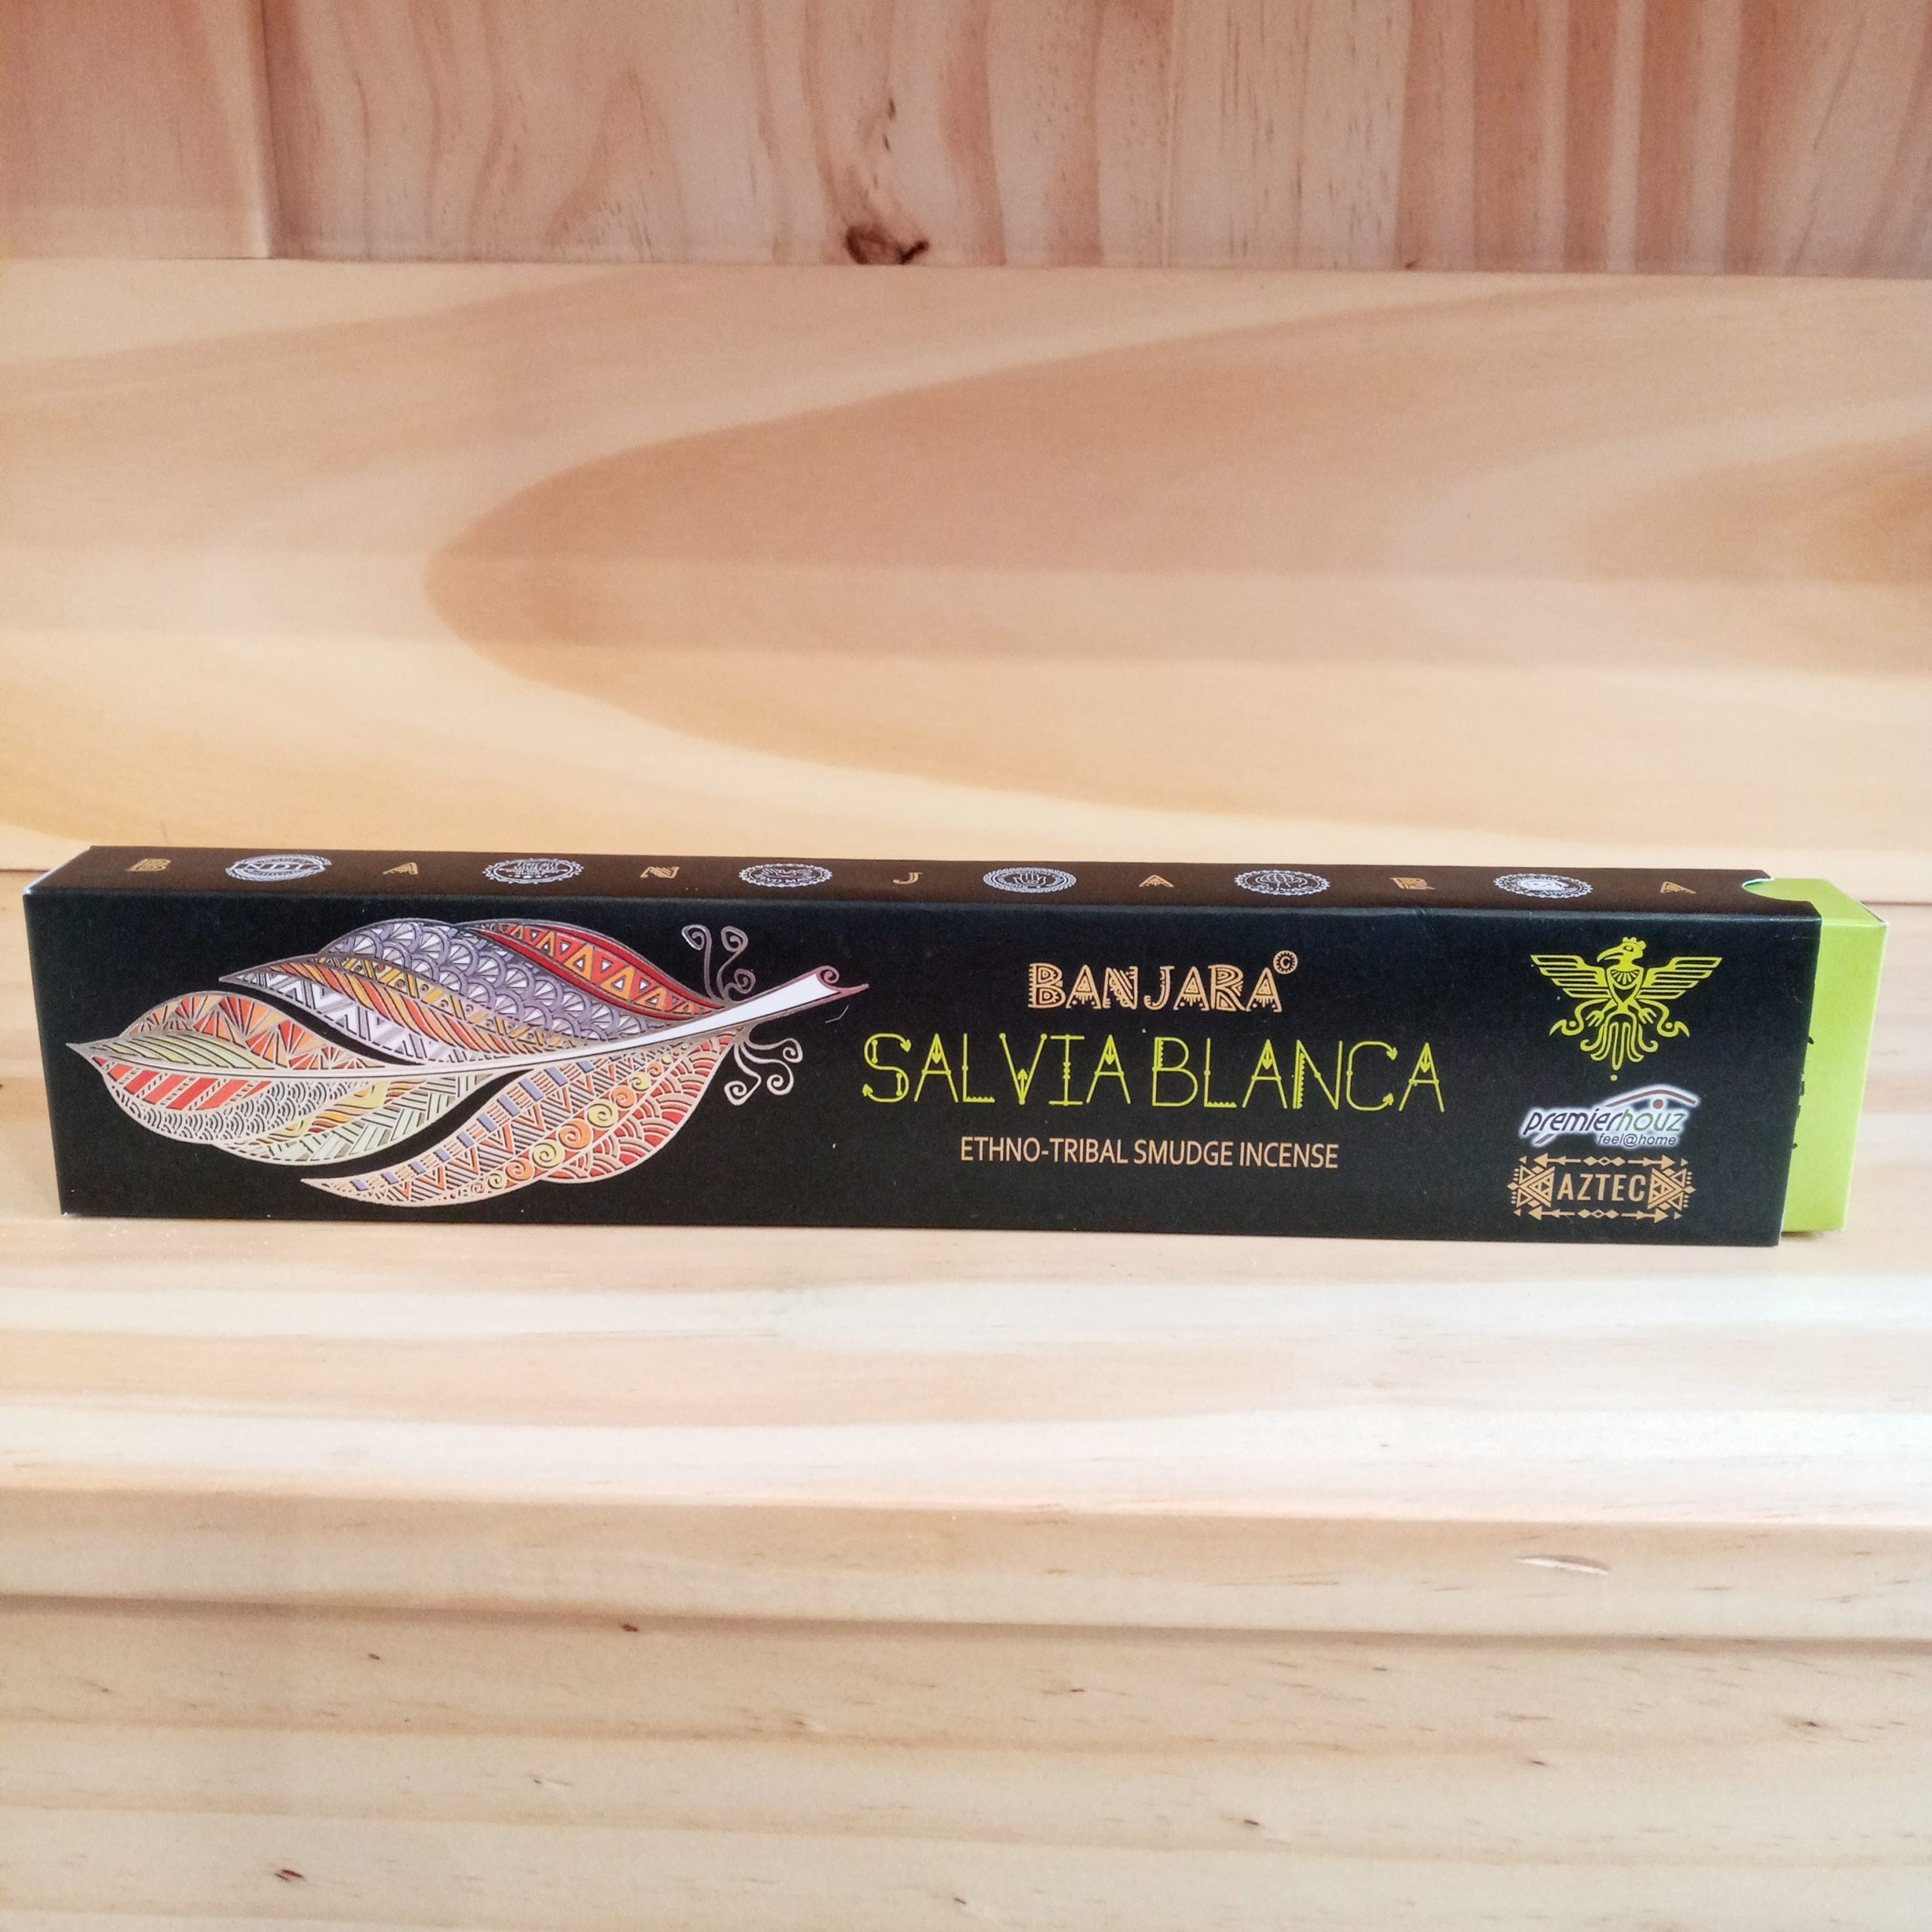 B A N J A R A
BANJARA©
SALVIA BLANCA
ETHNO-TRIBAL SMUDGE INCENSE
premierhouz
feel@home
AZTEC